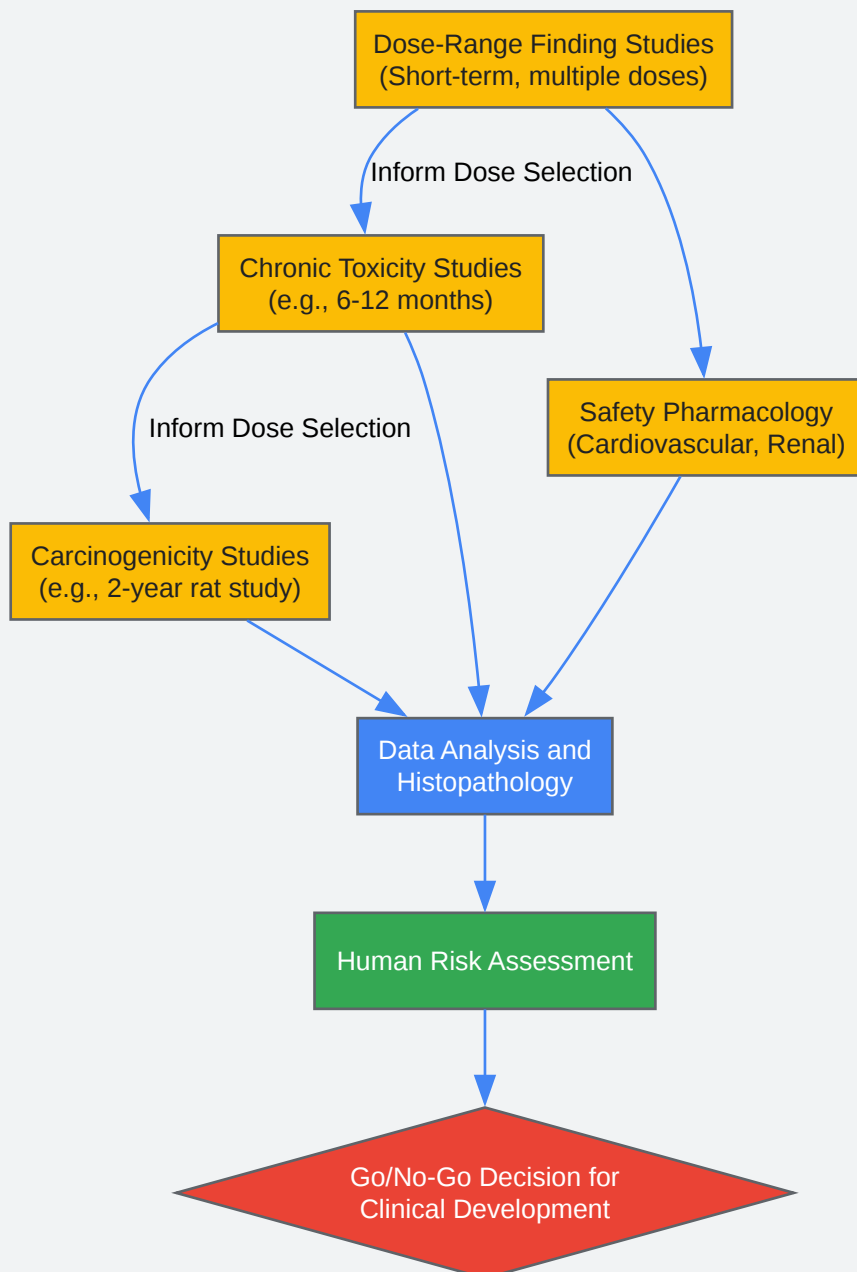 Dose-Range Finding Studies
(Short-term, multiple doses)
Inform Dose Selection
Chronic Toxicity Studies
(e.g., 6-12 months)
Safety Pharmacology
(Cardiovascular, Renal)
Inform Dose Selection
Carcinogenicity Studies
(e.g., 2-year rat study)
Data Analysis and
Histopathology
Human Risk Assessment
Go/No-Go Decision for
Clinical Development